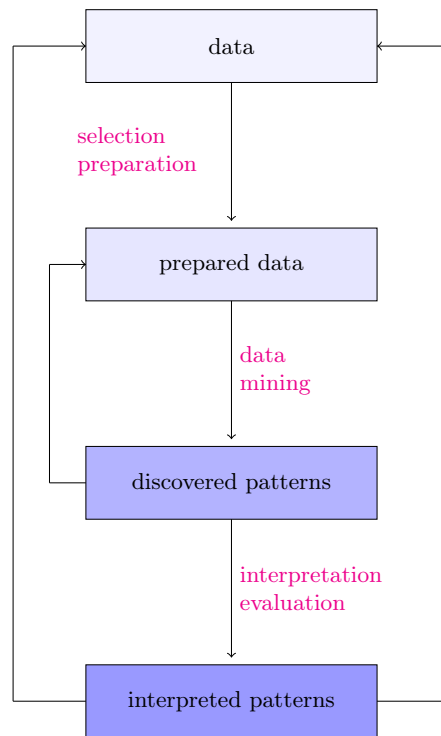 data
selection
preparation
prepared data
data
mining
discovered patterns
interpretation
evaluation
interpreted patterns